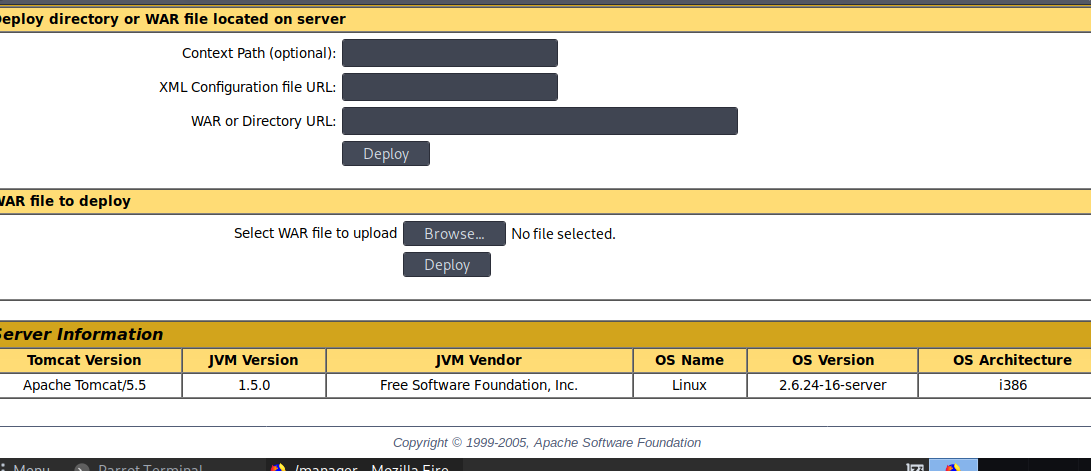 eploy directory or WAR file located on server
Context Path (optional):
XML Configuration file URL:
WAR or Directory URL:
Deploy
WAR file to deploy
Select WAR file to upload Browse... No file selected.
Deploy
Server Information
Tomcat Version JVM Version JVM Vendor OS Name OS Version OS Architecture
Apache Tomcat/5.5 1.5.0 Free Software Foundation, Inc. Linux 2.6.24-16-server i386
Copyright © 1999-2005, Apache Software Foundation
Menu Parrot Terminal /manager - Mozilla Fire